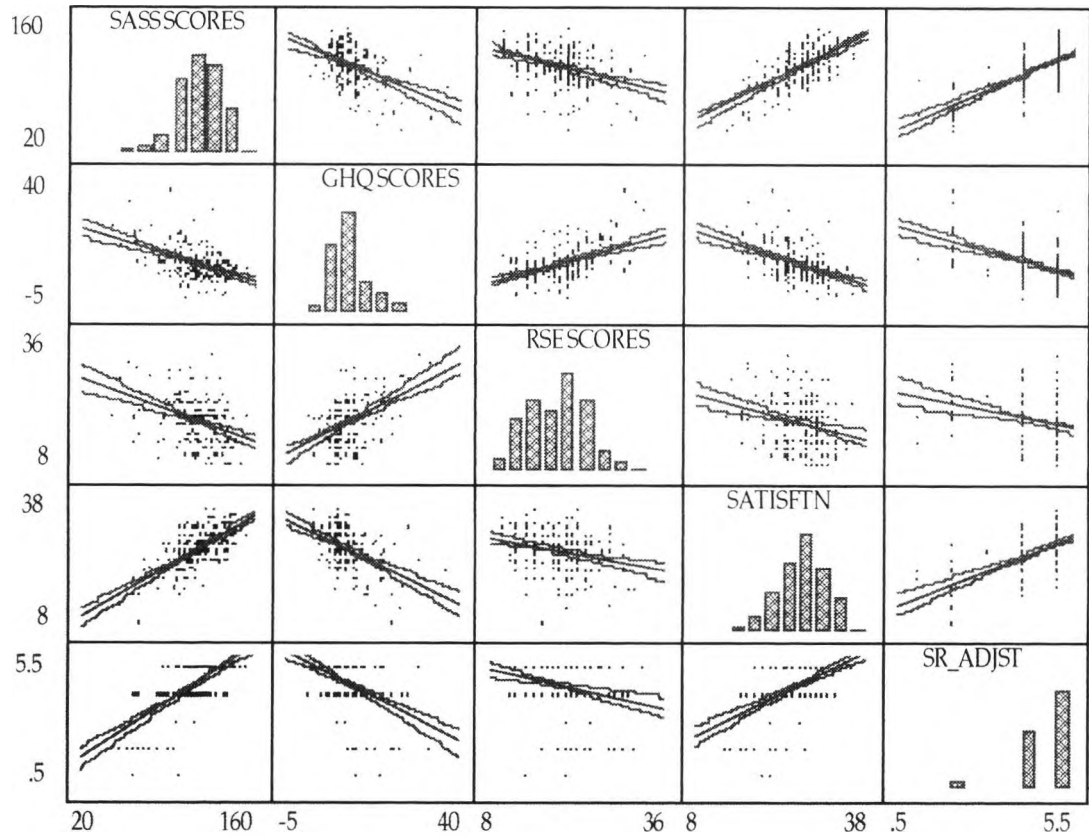 160
SASSSCORES
20
40
GHQSCORES
-5
36
RSESCORES
8
38
SATISFTN
8
5.5
SR_ADJST
.5
20 160 -5 40 8 36 8 38 .5 5.5